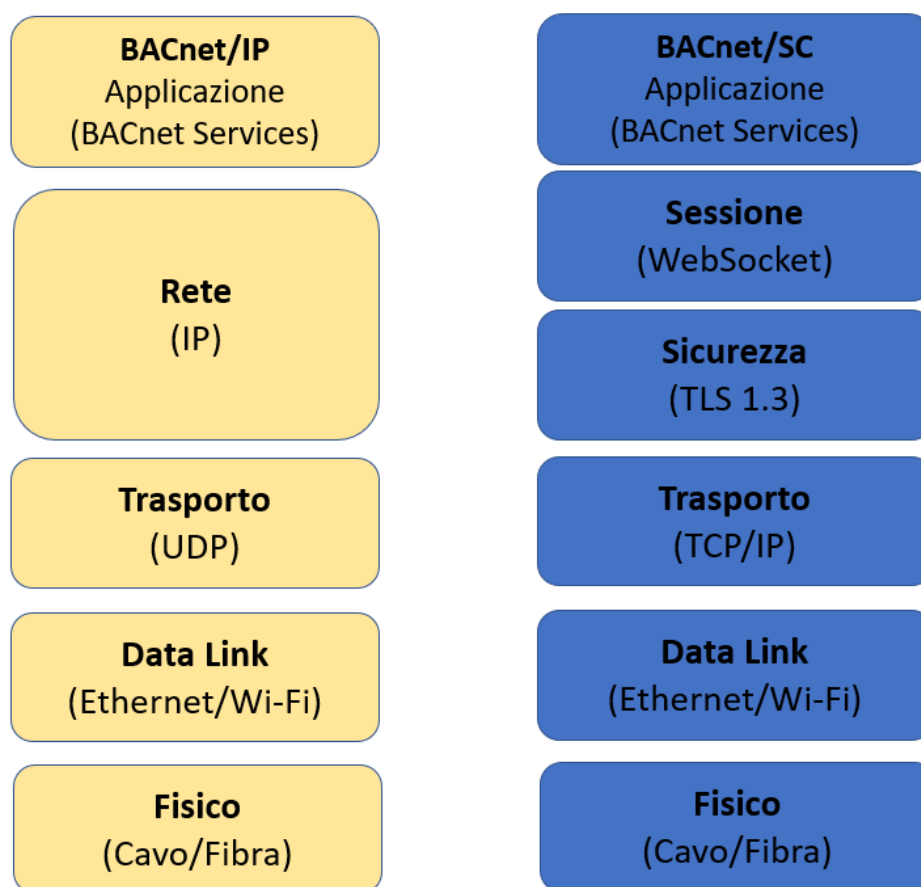 BACnet/IP
Applicazione
(BACnet Services)
Rete
(IP)
Trasporto
(UDP)
Data Link
(Ethernet/Wi-Fi)
Fisico
(Cavo/Fibra)
BACnet/SC
Applicazione
(BACnet Services)
Sessione
(WebSocket)
Sicurezza
(TLS 1.3)
Trasporto
(TCP/IP)
Data Link
(Ethernet/Wi-Fi)
Fisico
(Cavo/Fibra)